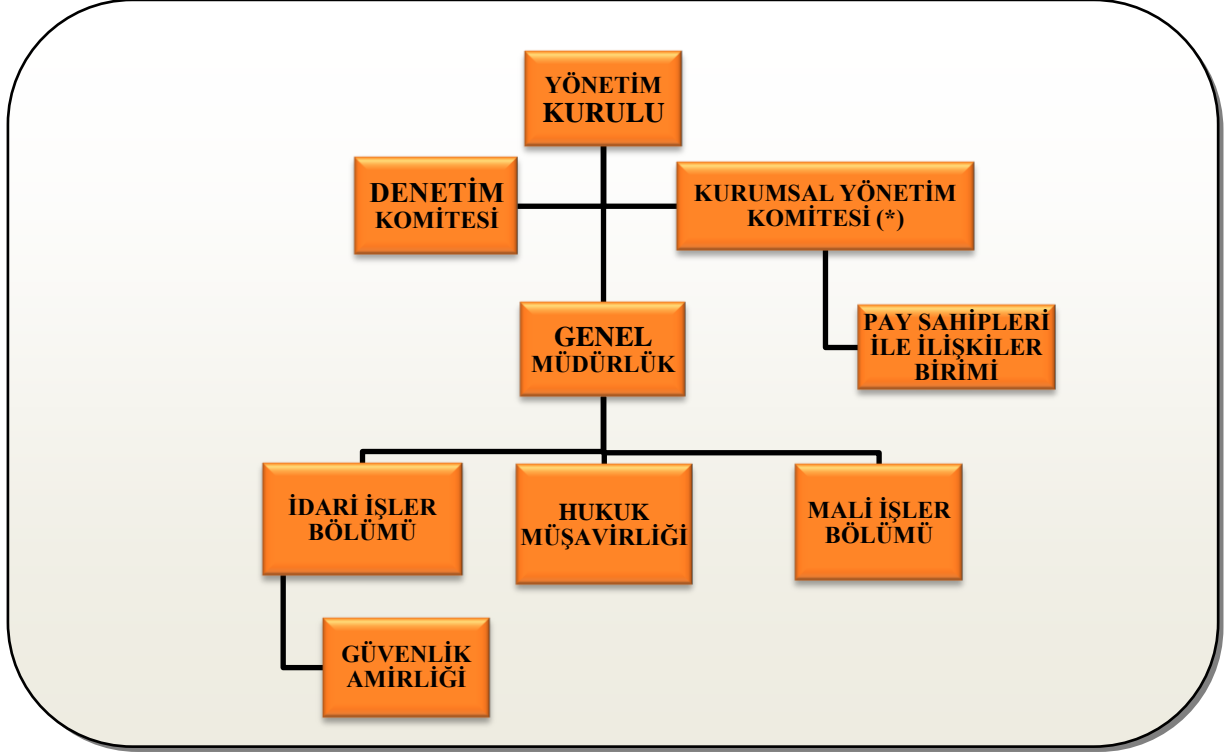 YÖNETİM
KURULU
DENETİM
KOMİTESİ
KURUMSAL YÖNETİM
KOMİTESİ (*)
GENEL
MÜDÜRLÜK
PAY SAHİPLERİ
İLE İLİŞKİLER
BİRİMİ
İDARİ İŞLER
BÖLÜMÜ
HUKUK
MÜŞAVİRLİĞİ
MALİ İŞLER
BÖLÜMÜ
GÜVENLİK
AMİRLİĞİ